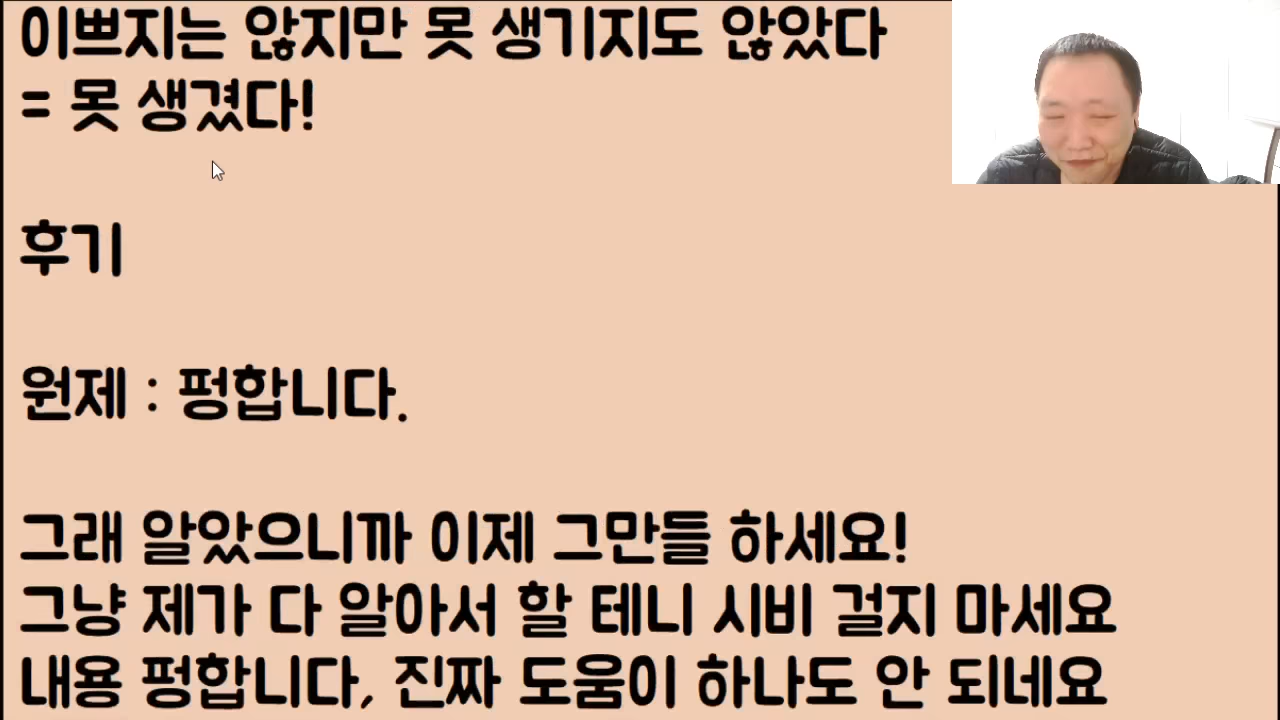 이쁘지는 않지만 못 생기지도 않았다
= 못 생겼다!
후기
원제 : 펑합니다.
그래 알았으니까 이제 그만들 하세요!
그냥 제가 다 알아서 할 테니 시비 걸지 마세요
내용 펑합니다, 진짜 도움이 하나도 안 되네요